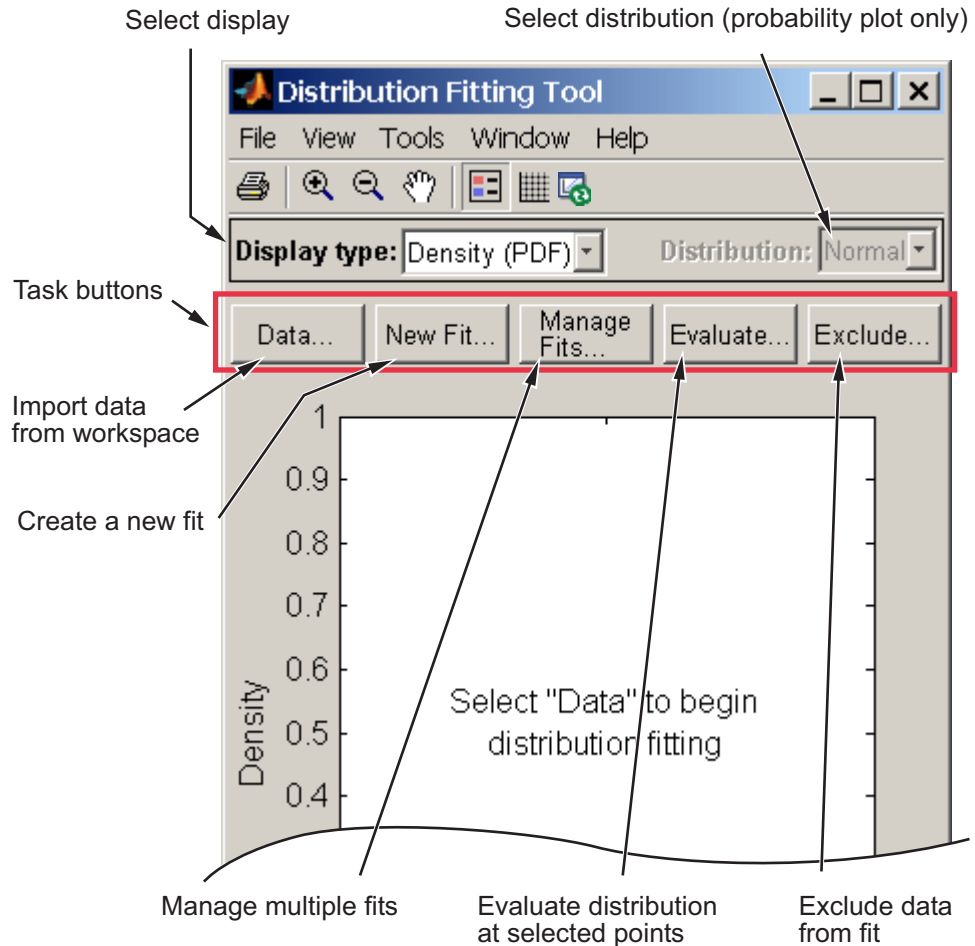 Select display
Select distribution (probability plot only)
Distribution Fitting Tool
File View Tools Window Help
Display type: Density (PDF) Distribution: Normal
Task buttons
Data... New Fit... Manage Fits... Evaluate... Exclude...
Import data
from workspace
Create a new fit
1
0.9
0.8
0.7
0.6
0.5
0.4
Density
Select "Data" to begin
distribution fitting
Manage multiple fits
Evaluate distribution
at selected points
Exclude data
from fit